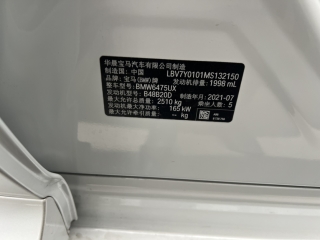 华晨宝马汽车有限公司制造
制造国：中国 LBV7Y0101MS132150
品牌：宝马(BMW)牌 发动机排量：1998 mL
整车型号：BMW6475UX
发动机型号：B48B20D 制造年月：2021-07
最大允许总质量：2510 kg 乘坐人数：5
发动机最大净功率：165 kW
kg